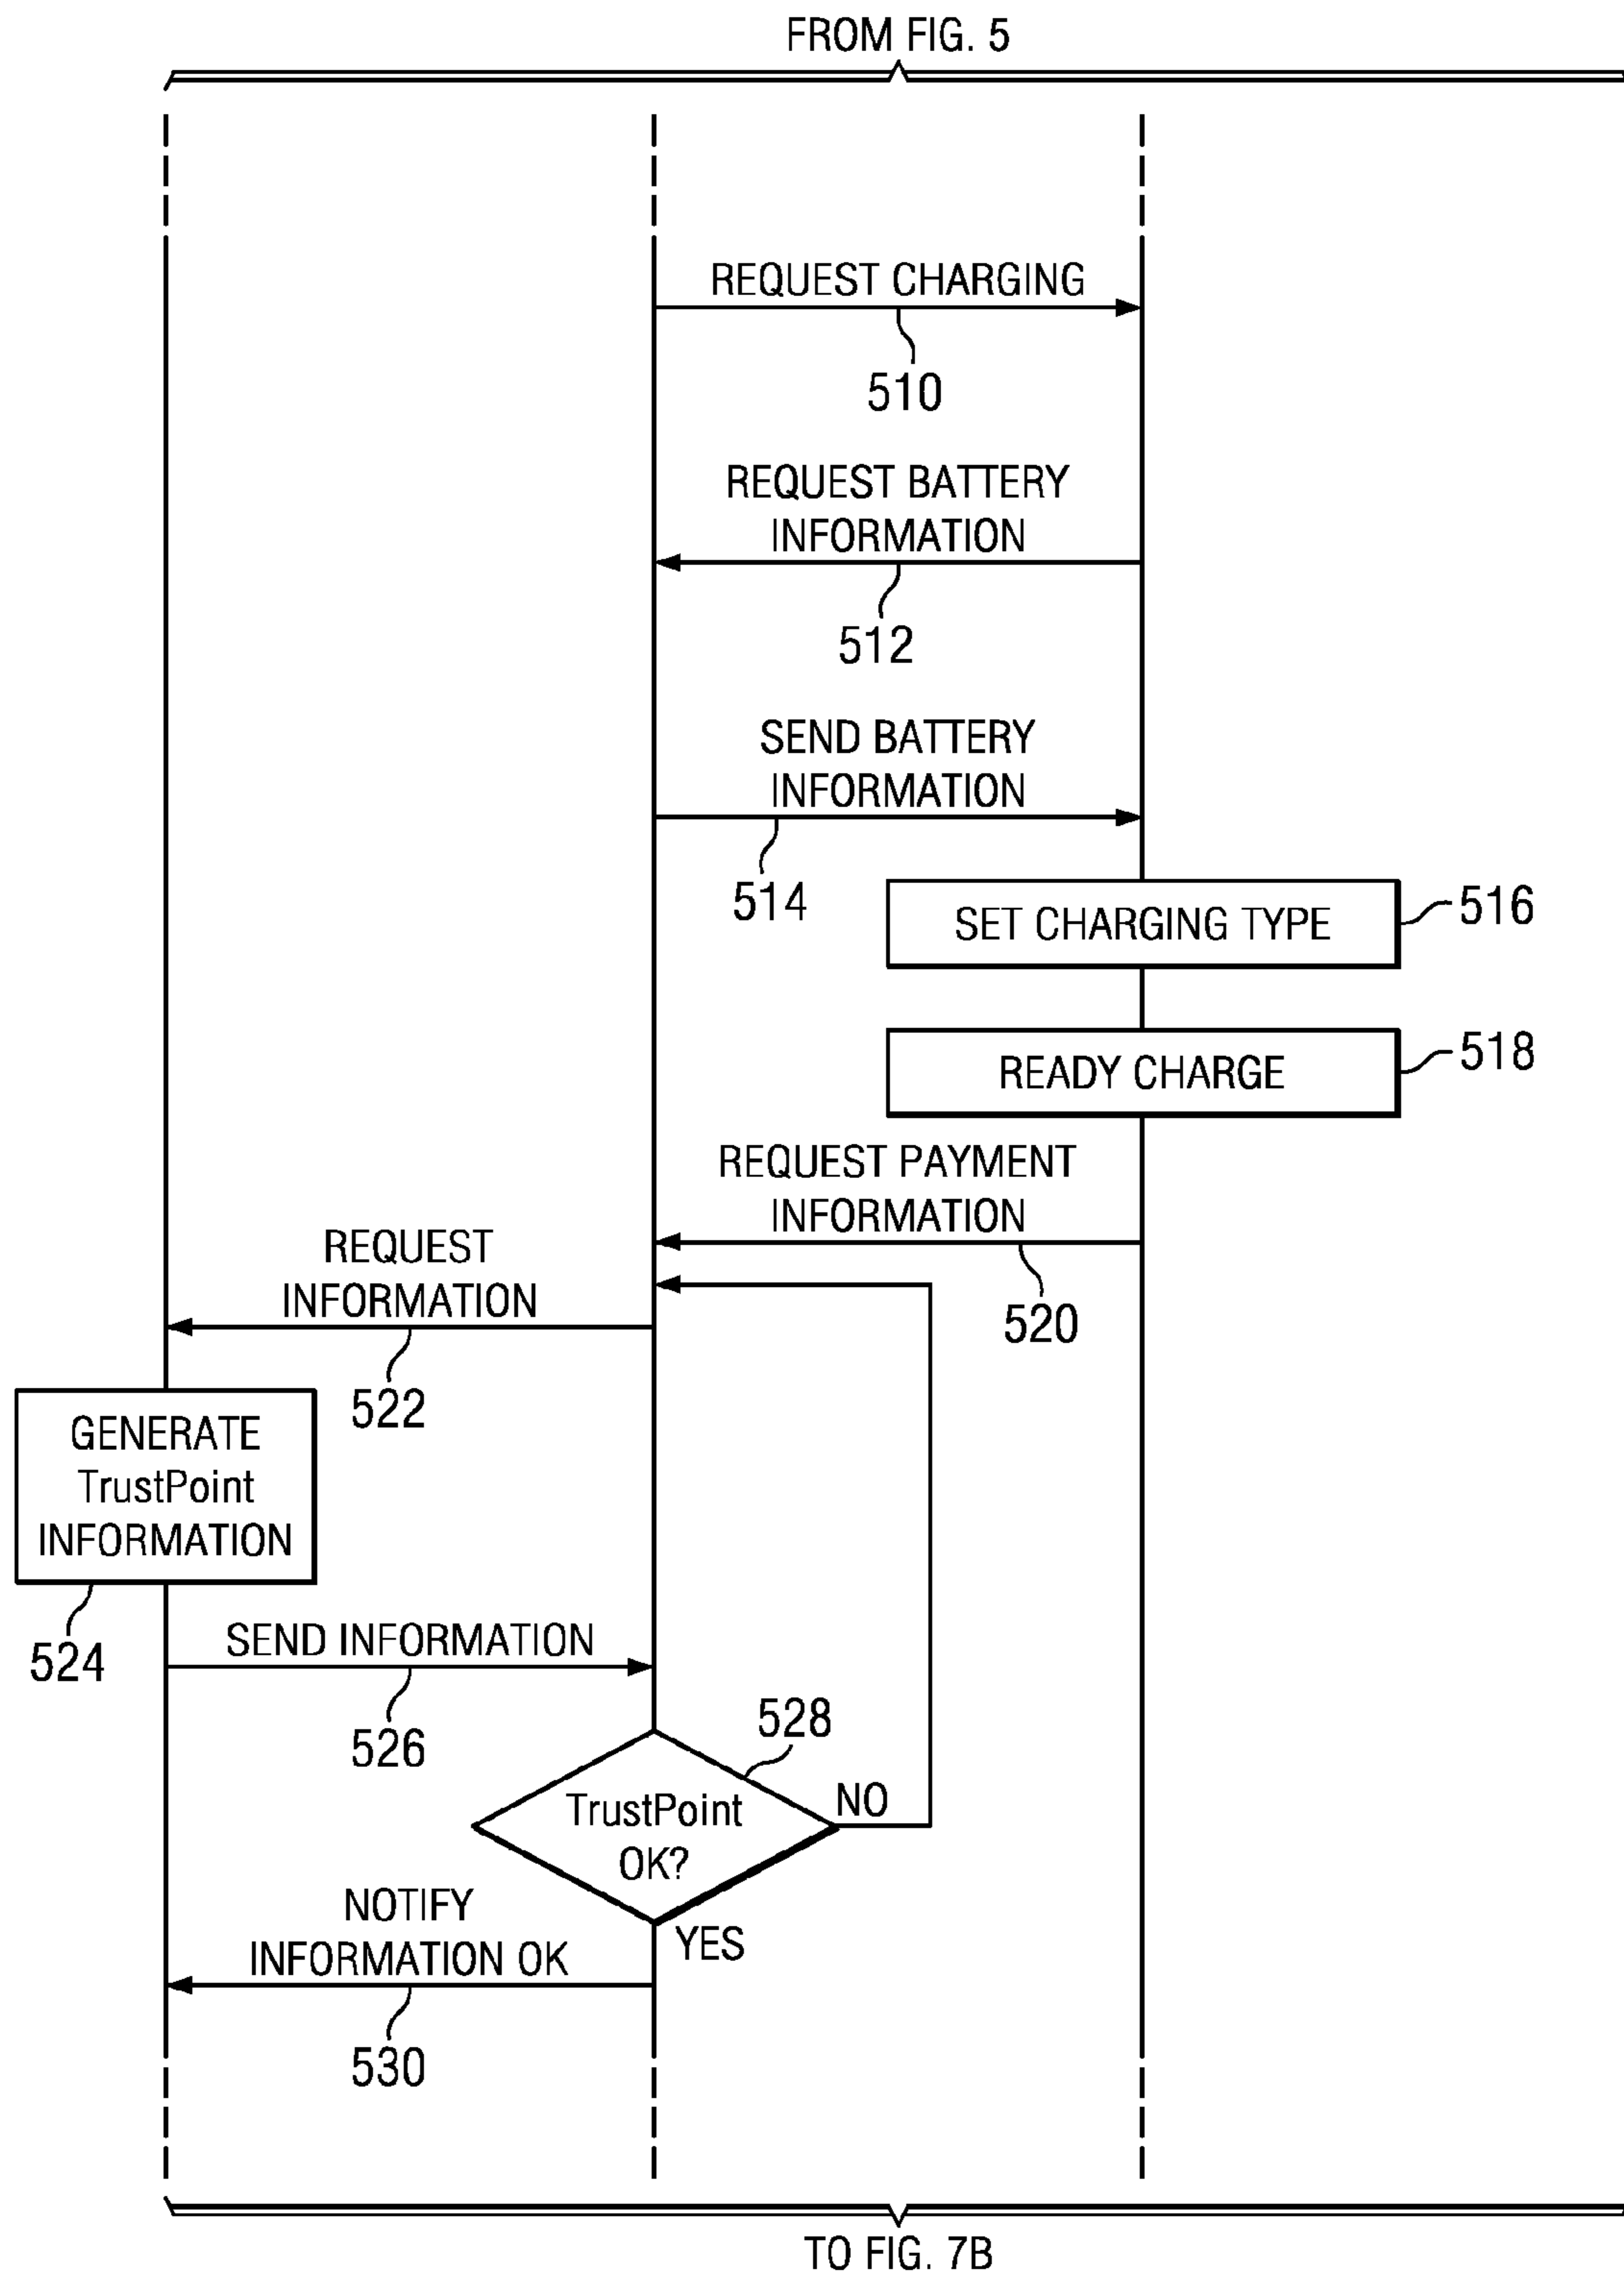 FROM FIG. 5
REQUEST CHARGING
510
REQUEST BATTERY
INFORMATION
512
SEND BATTERY
INFORMATION
514
SET CHARGING TYPE
516
READY CHARGE
518
REQUEST PAYMENT
INFORMATION
520
REQUEST
INFORMATION
522
GENERATE
TrustPoint
INFORMATION
524
SEND INFORMATION
526
528
TrustPoint
OK?
NO
YES
NOTIFY
INFORMATION OK
530
TO FIG. 7B